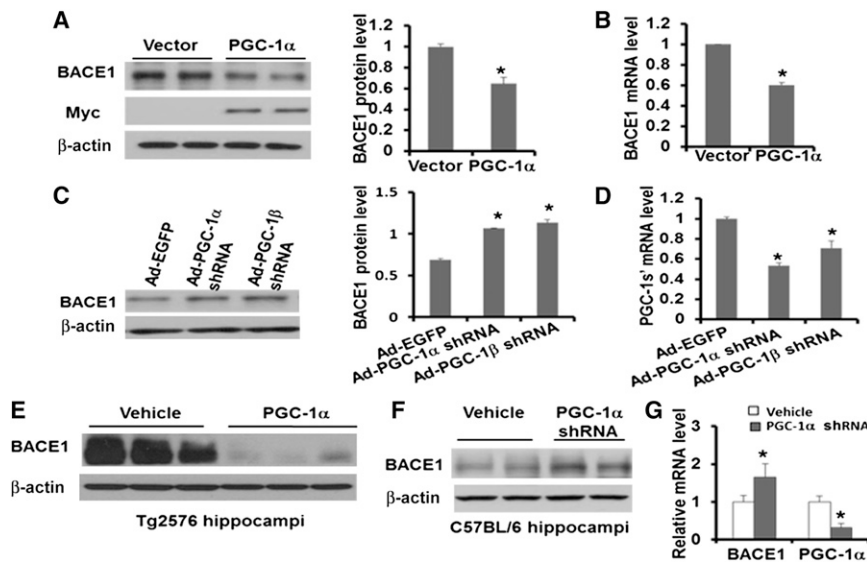 A
Vector PGC-1α
BACE1
Myc
β-actin
BACE1 protein level
1.2
1
0.8
0.6
0.4
0.2
0
*
Vector PGC-1α
B
BACE1 mRNA level
1.2
1
0.8
0.6
0.4
0.2
0
*
Vector PGC-1α
C
Ad-EGFP
Ad-PGC-1α
shRNA
Ad-PGC-1β
shRNA
BACE1
β-actin
BACE1 protein level
1.5
1
0.5
0
*
*
Ad-EGFP
Ad-PGC-1α shRNA
Ad-PGC-1β shRNA
D
PGC-1s' mRNA level
1.2
1
0.8
0.6
0.4
0.2
0
*
*
Ad-EGFP
Ad-PGC-1α shRNA
Ad-PGC-1β shRNA
E
Vehicle PGC-1α
BACE1
β-actin
Tg2576 hippocampi
F
Vehicle PGC-1α
shRNA
BACE1
β-actin
C57BL/6 hippocampi
G
Vehicle
PGC-1α shRNA
Relative mRNA level
3
2
1
0
*
*
BACE1 PGC-1α